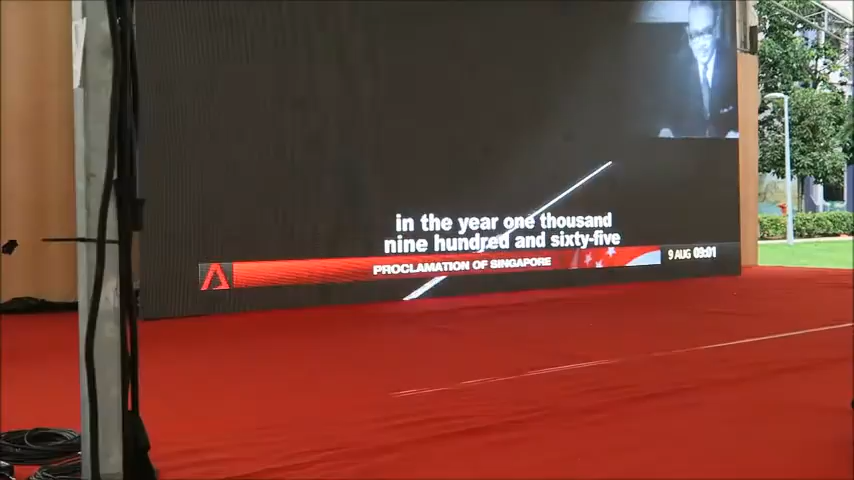 in the year one thousand
nine hundred and sixty-five
PROCLAMATION OF SINGAPORE
9 AUG 09:01